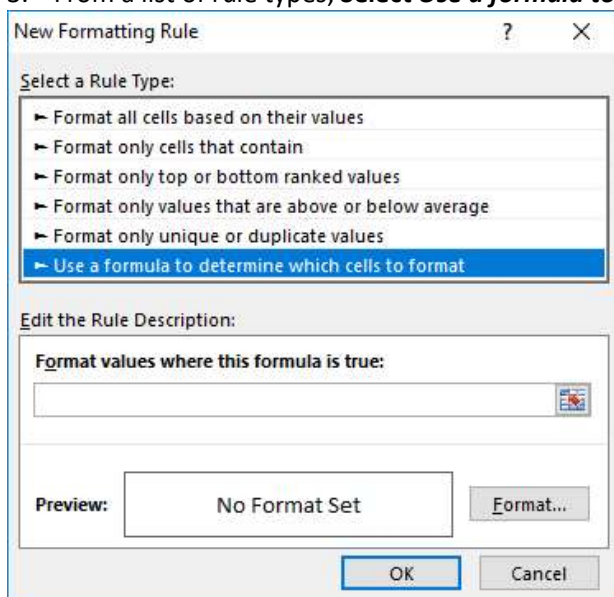 From a list of rule types, Select Use a formula to
New Formatting Rule ? ×
Select a Rule Type:
► Format all cells based on their values
► Format only cells that contain
► Format only top or bottom ranked values
► Format only values that are above or below average
► Format only unique or duplicate values
► Use a formula to determine which cells to format
Edit the Rule Description:
Format values where this formula is true:
Preview: No Format Set Format...
OK Cancel